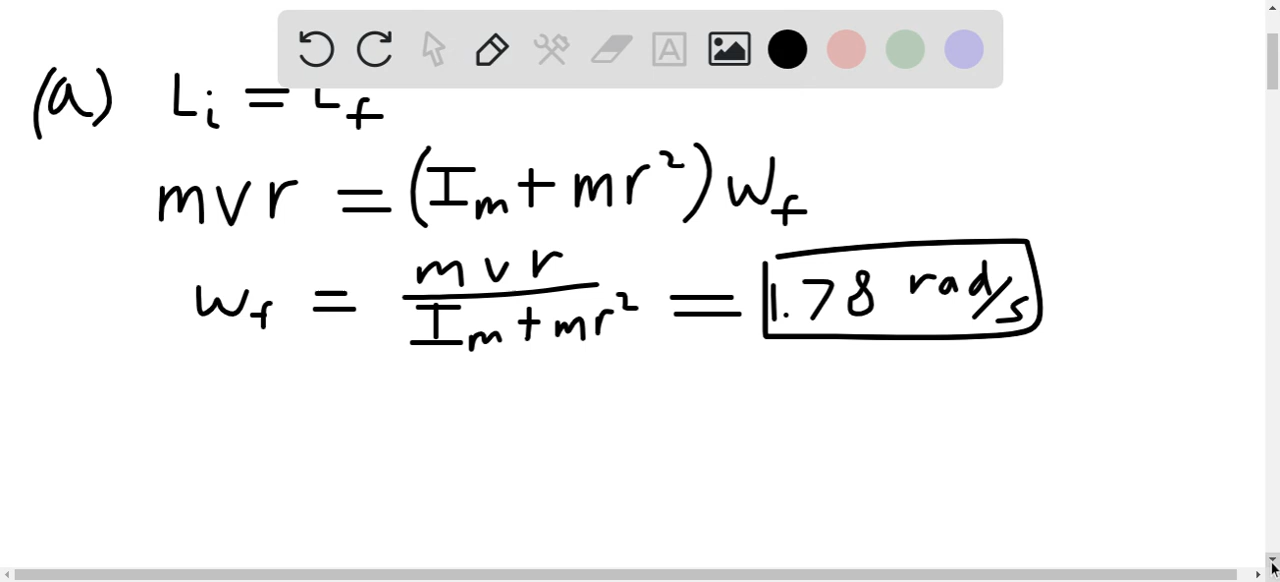 (a) Li = Lf
mvr = (Im + mr²) wf
wf = mvr / Im + mr² = 1.78 rad/s
A